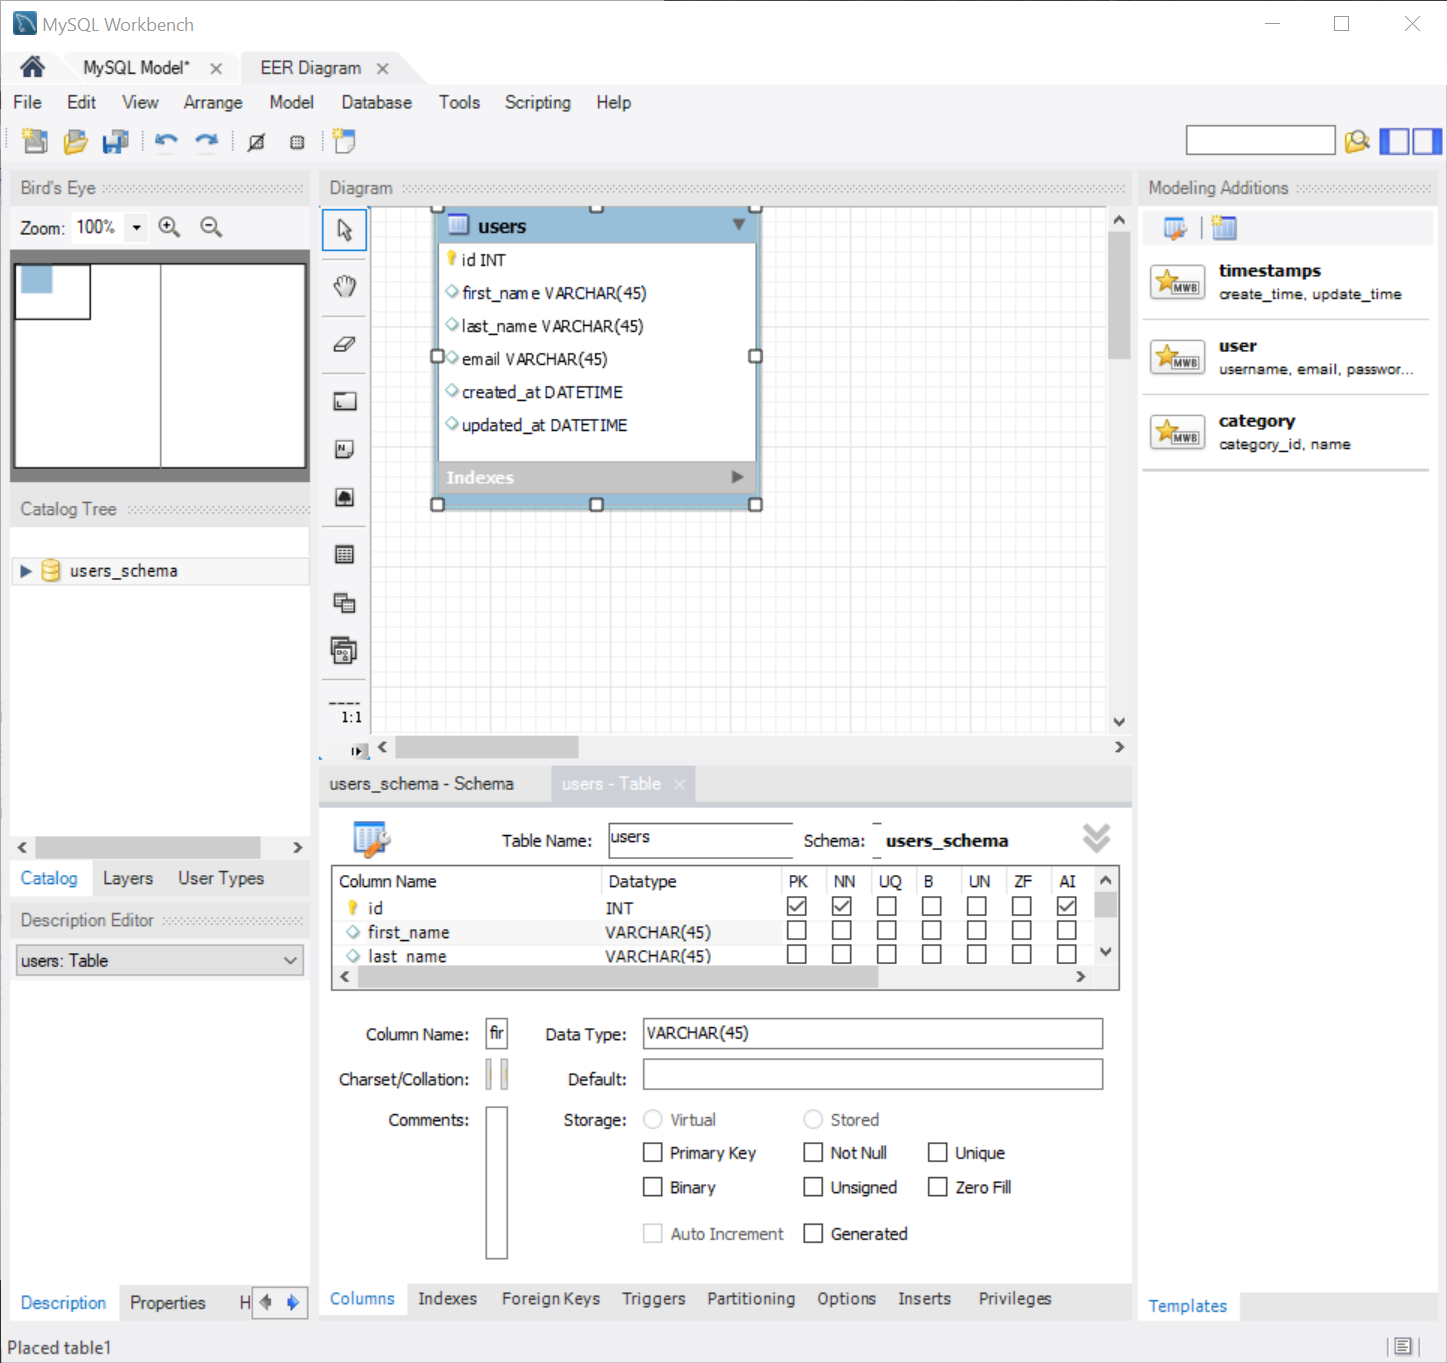 MySQL Workbench
MySQL Model*
EER Diagram
File Edit View Arrange Model Database Tools Scripting Help
Bird's Eye
Zoom: 100%
Catalog Tree
users_schema
Catalog Layers User Types
Description Editor
users: Table
Description Properties H
Diagram
users
id INT
first_name VARCHAR(45)
last_name VARCHAR(45)
email VARCHAR(45)
created_at DATETIME
updated_at DATETIME
Indexes
N
1:1
users_schema - Schema
users - Table
Table Name: users Schema: users_schema
Column Name Datatype PK NN UQ B UN ZF AI
id INT
first_name VARCHAR(45)
last_name VARCHAR(45)
Column Name: fir Data Type: VARCHAR(45)
Charset/Collation: Default:
Comments: Storage: Virtual Stored
Primary Key Not Null Unique
Binary Unsigned Zero Fill
Auto Increment Generated
Columns Indexes Foreign Keys Triggers Partitioning Options Inserts Privileges
Modeling Additions
MWB
timestamps
create_time, update_time
MWB
user
username, email, passwor...
MWB
category
category_id, name
Templates
Placed table1